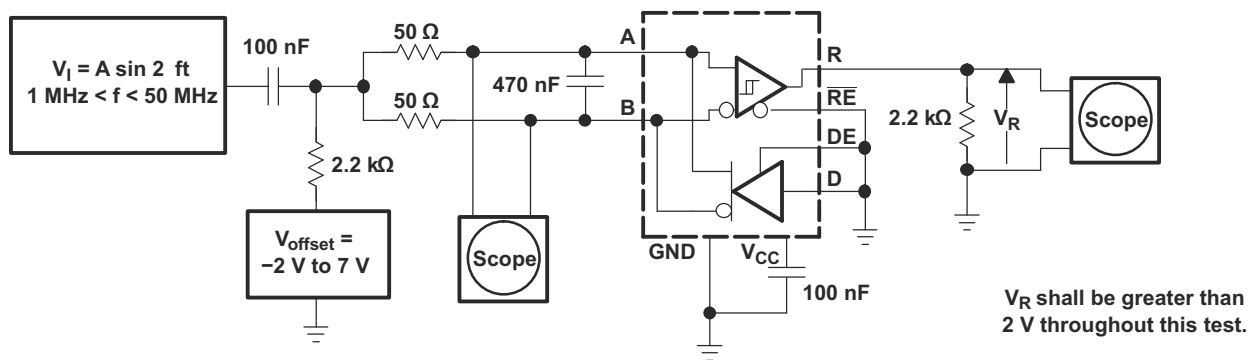 V_I = A sin 2 ft
1 MHz < f < 50 MHz
100 nF
50 Ω
50 Ω
2.2 kΩ
V_offset =
−2 V to 7 V
470 nF
Scope
A
B
R
RE
DE
D
GND
V_CC
100 nF
2.2 kΩ
V_R
Scope
V_R shall be greater than
2 V throughout this test.